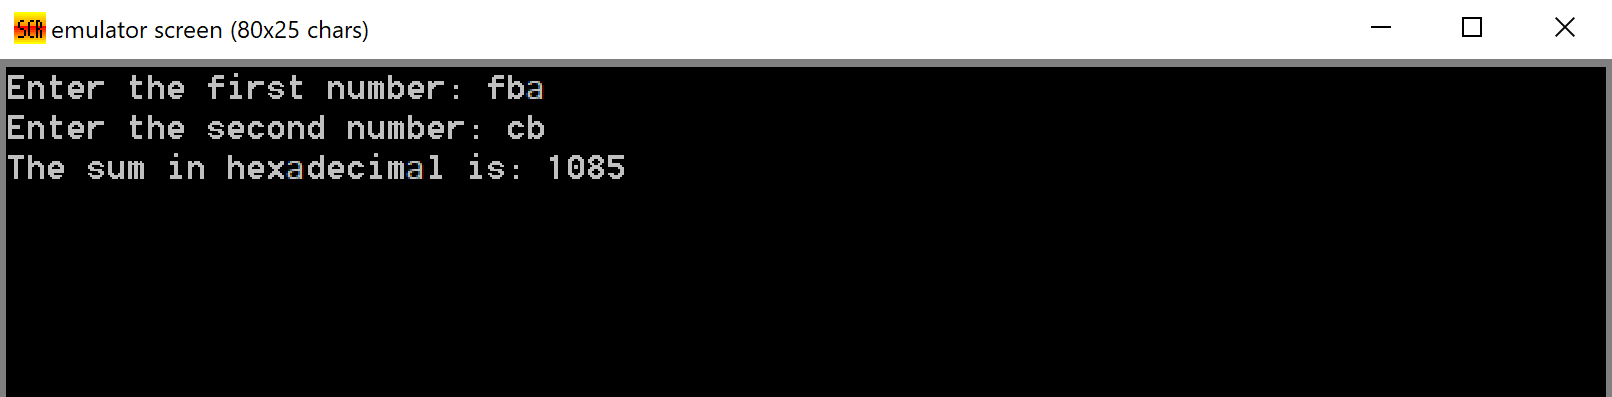 SCR emulator screen (80x25 chars)
Enter the first number: fba
Enter the second number: cb
The sum in hexadecimal is: 1085